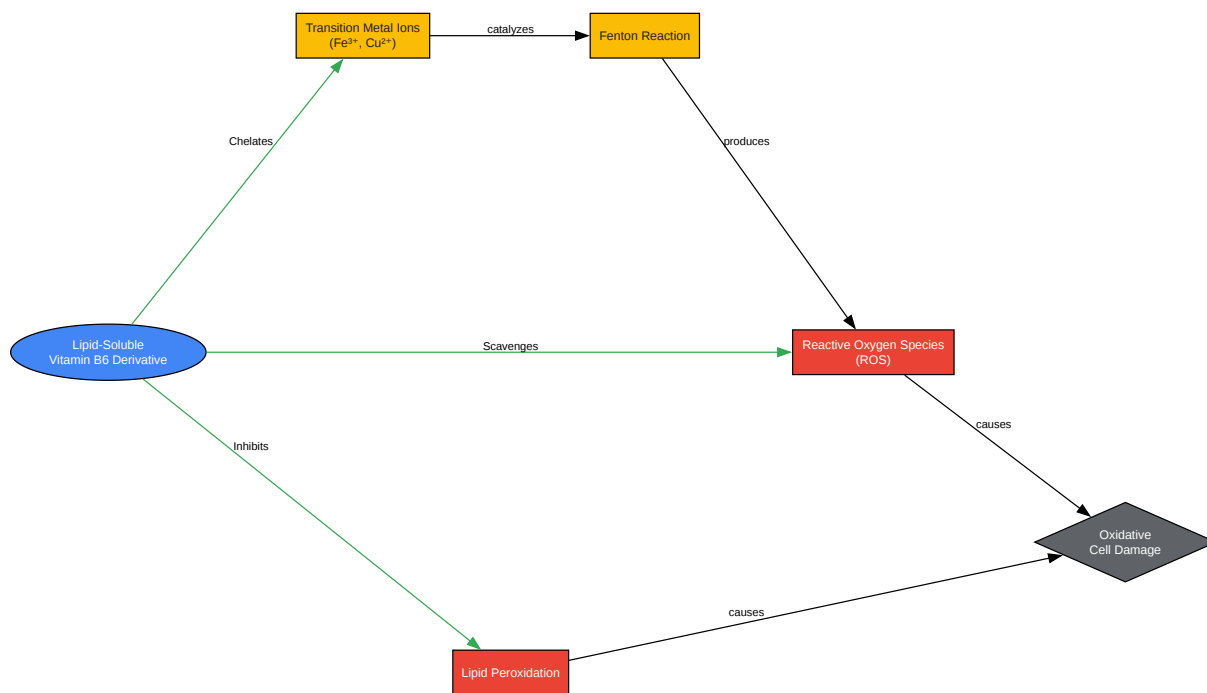 Transition Metal Ions
(Fe³⁺, Cu²⁺)
catalyzes
Fenton Reaction
Chelates
produces
Lipid-Soluble
Vitamin B6 Derivative
Scavenges
Reactive Oxygen Species
(ROS)
causes
Inhibits
Oxidative
Cell Damage
causes
Lipid Peroxidation